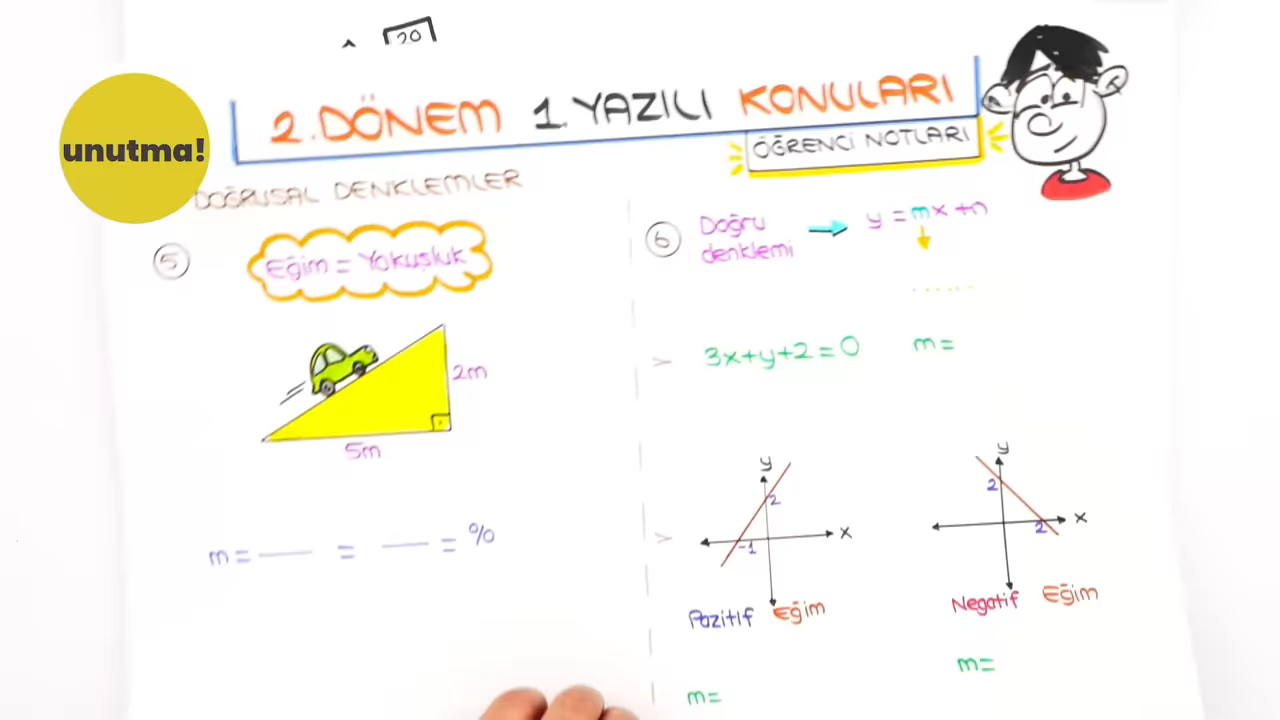 20
unutma!
2. DÖNEM 1. YAZILI KONULARI
ÖĞRENCİ NOTLARI
DOĞRUSAL DENKLEMLER
5
Eğim = Yokuşluk
2m
5m
m = — = — = %
6
Doğru denklemi → y = mx + n
......
> 3x+y+2=0 m=
>
y
2
-1
x
Pozitif Eğim
m=
y
2
2
x
Negatif Eğim
m=